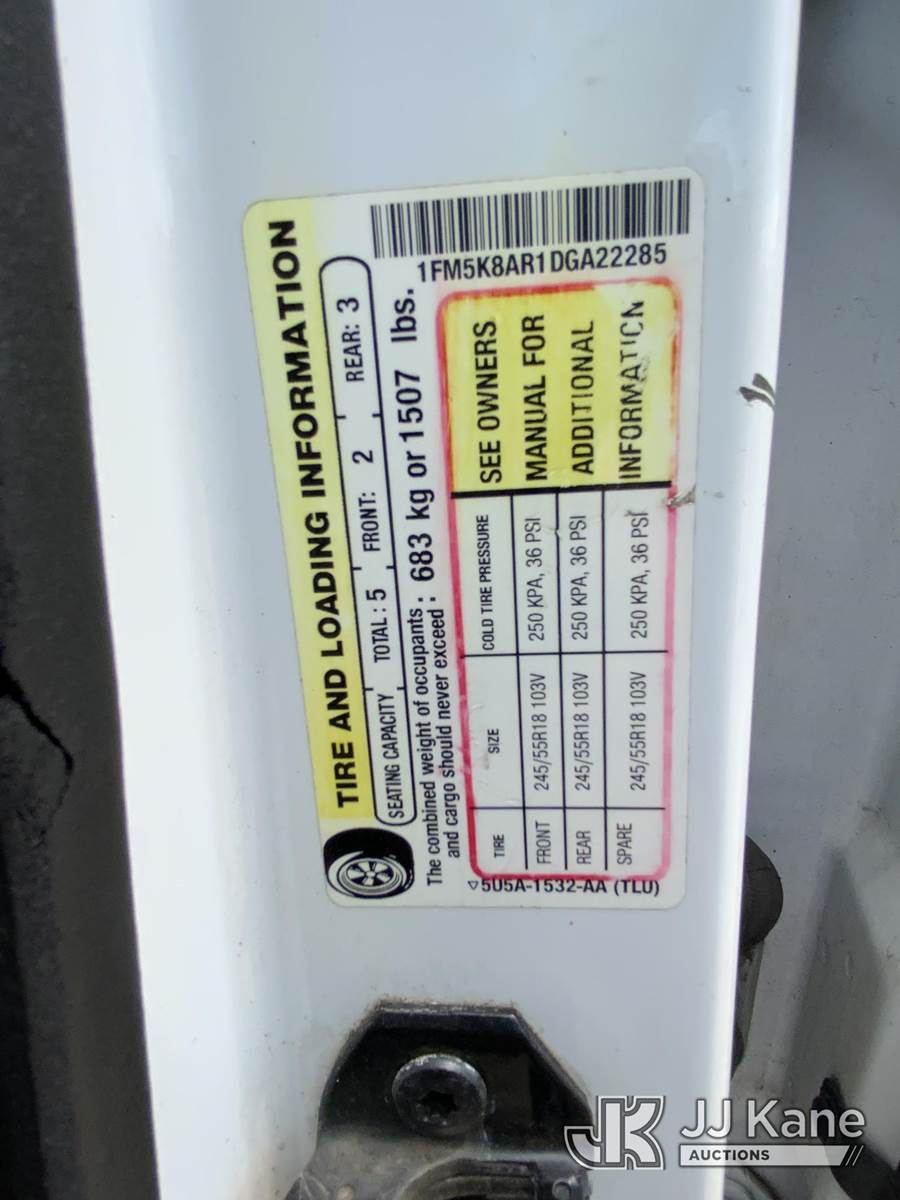 TIRE AND LOADING INFORMATION
SEATING CAPACITY TOTAL : 5 FRONT: 2 REAR: 3
The combined weight of occupants : 683 kg or 1507 lbs.
and cargo should never exceed :
1FM5K8AR1DGA22285
TIRE SIZE COLD TIRE PRESSURE SEE OWNERS
FRONT 245/55R18 103V 250 KPA, 36 PSI MANUAL FOR
REAR 245/55R18 103V 250 KPA, 36 PSI ADDITIONAL
SPARE 245/55R18 103V 250 KPA, 36 PSI INFORMATION
5U5A-1532-AA (TLU)
JK JJ Kane
AUCTIONS